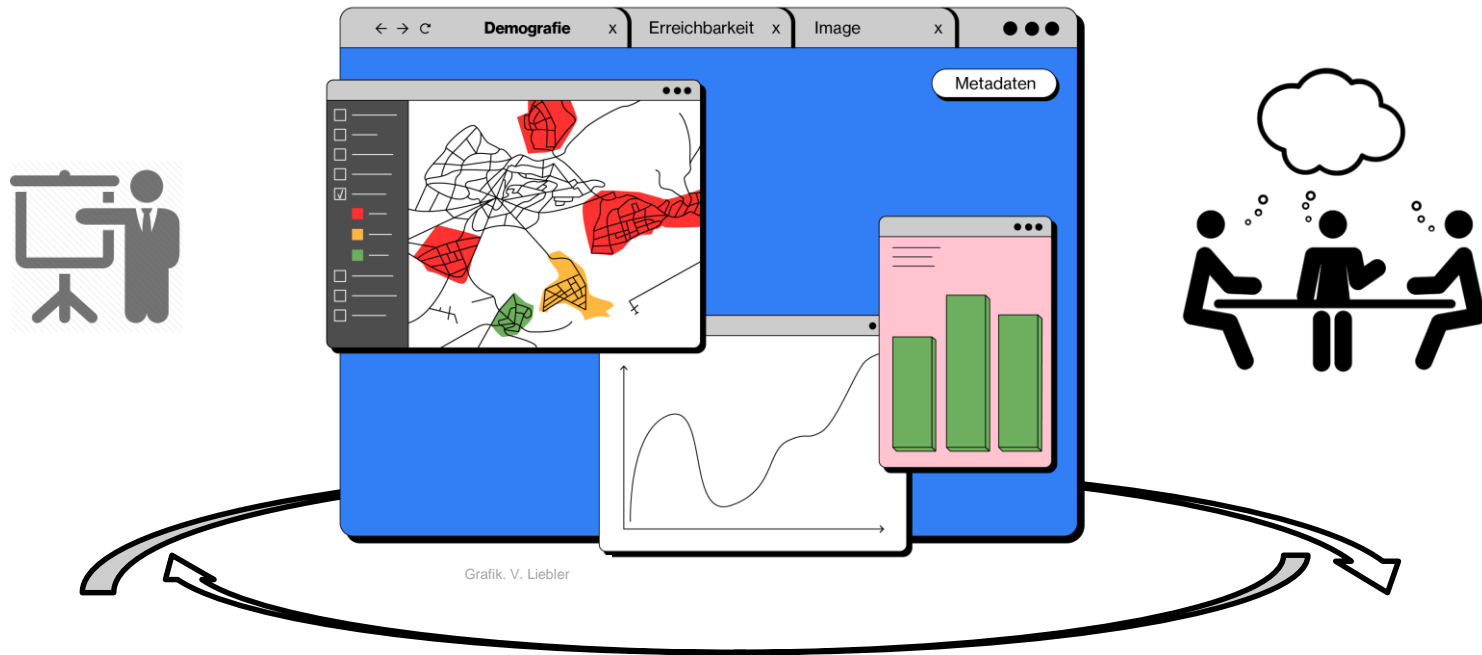 Demografie x Erreichbarkeit x Image x
Metadaten
Grafik. V. Liebler